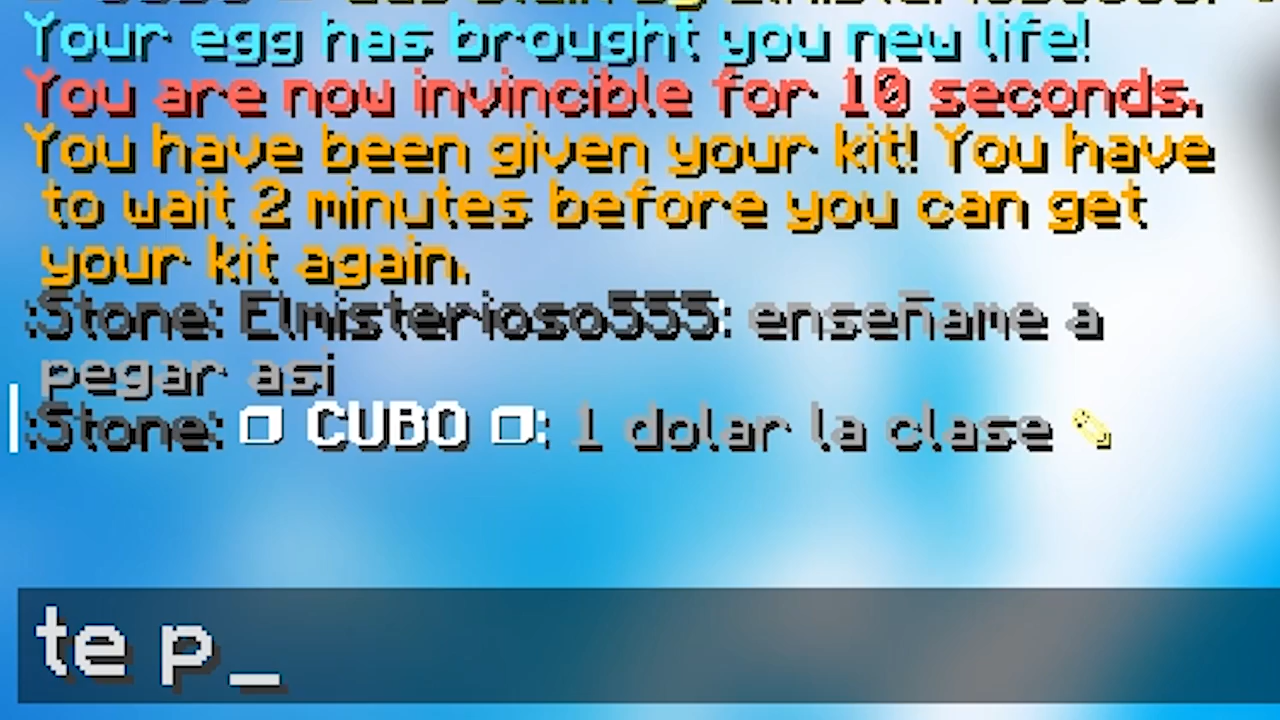 Your egg has brought you new life!
You are now invincible for 10 seconds.
You have been given your kit! You have
to wait 2 minutes before you can get
your kit again.
:Stone: Elmisterioso555: enseñame a
pegar asi
:Stone: ❒ CUBO ❒: 1 dolar la clase ✎
te p_